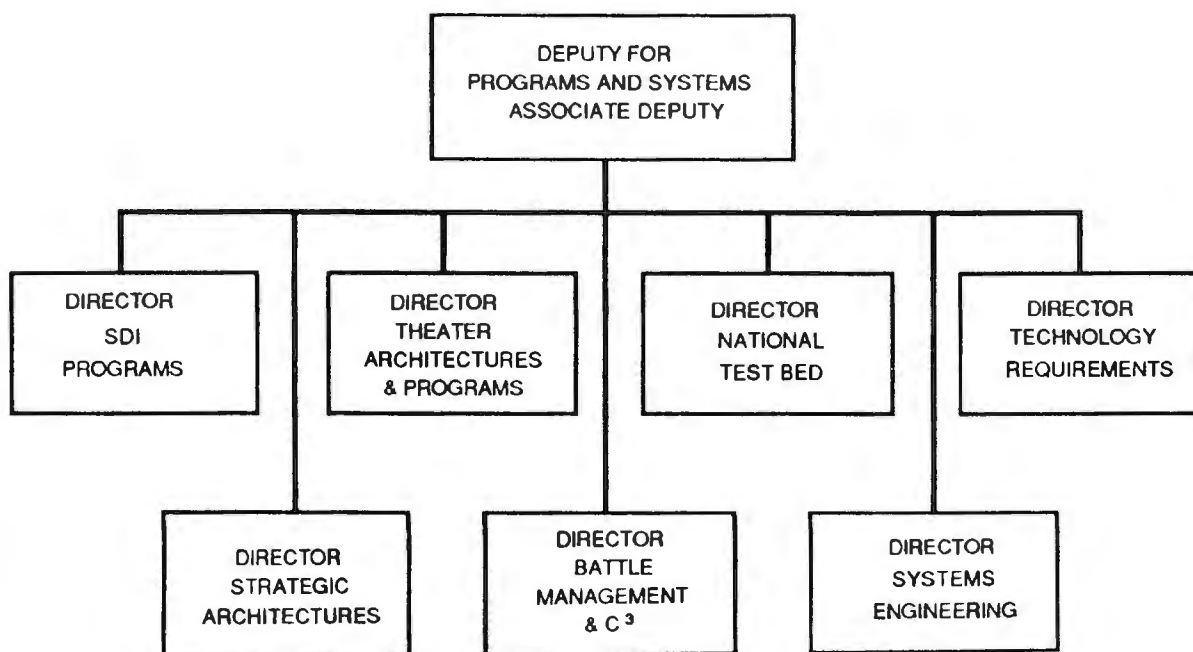 DEPUTY FOR
PROGRAMS AND SYSTEMS
ASSOCIATE DEPUTY
DIRECTOR
SDI
PROGRAMS
DIRECTOR
THEATER
ARCHITECTURES
& PROGRAMS
DIRECTOR
NATIONAL
TEST BED
DIRECTOR
TECHNOLOGY
REQUIREMENTS
DIRECTOR
STRATEGIC
ARCHITECTURES
DIRECTOR
BATTLE
MANAGEMENT
& C³
DIRECTOR
SYSTEMS
ENGINEERING